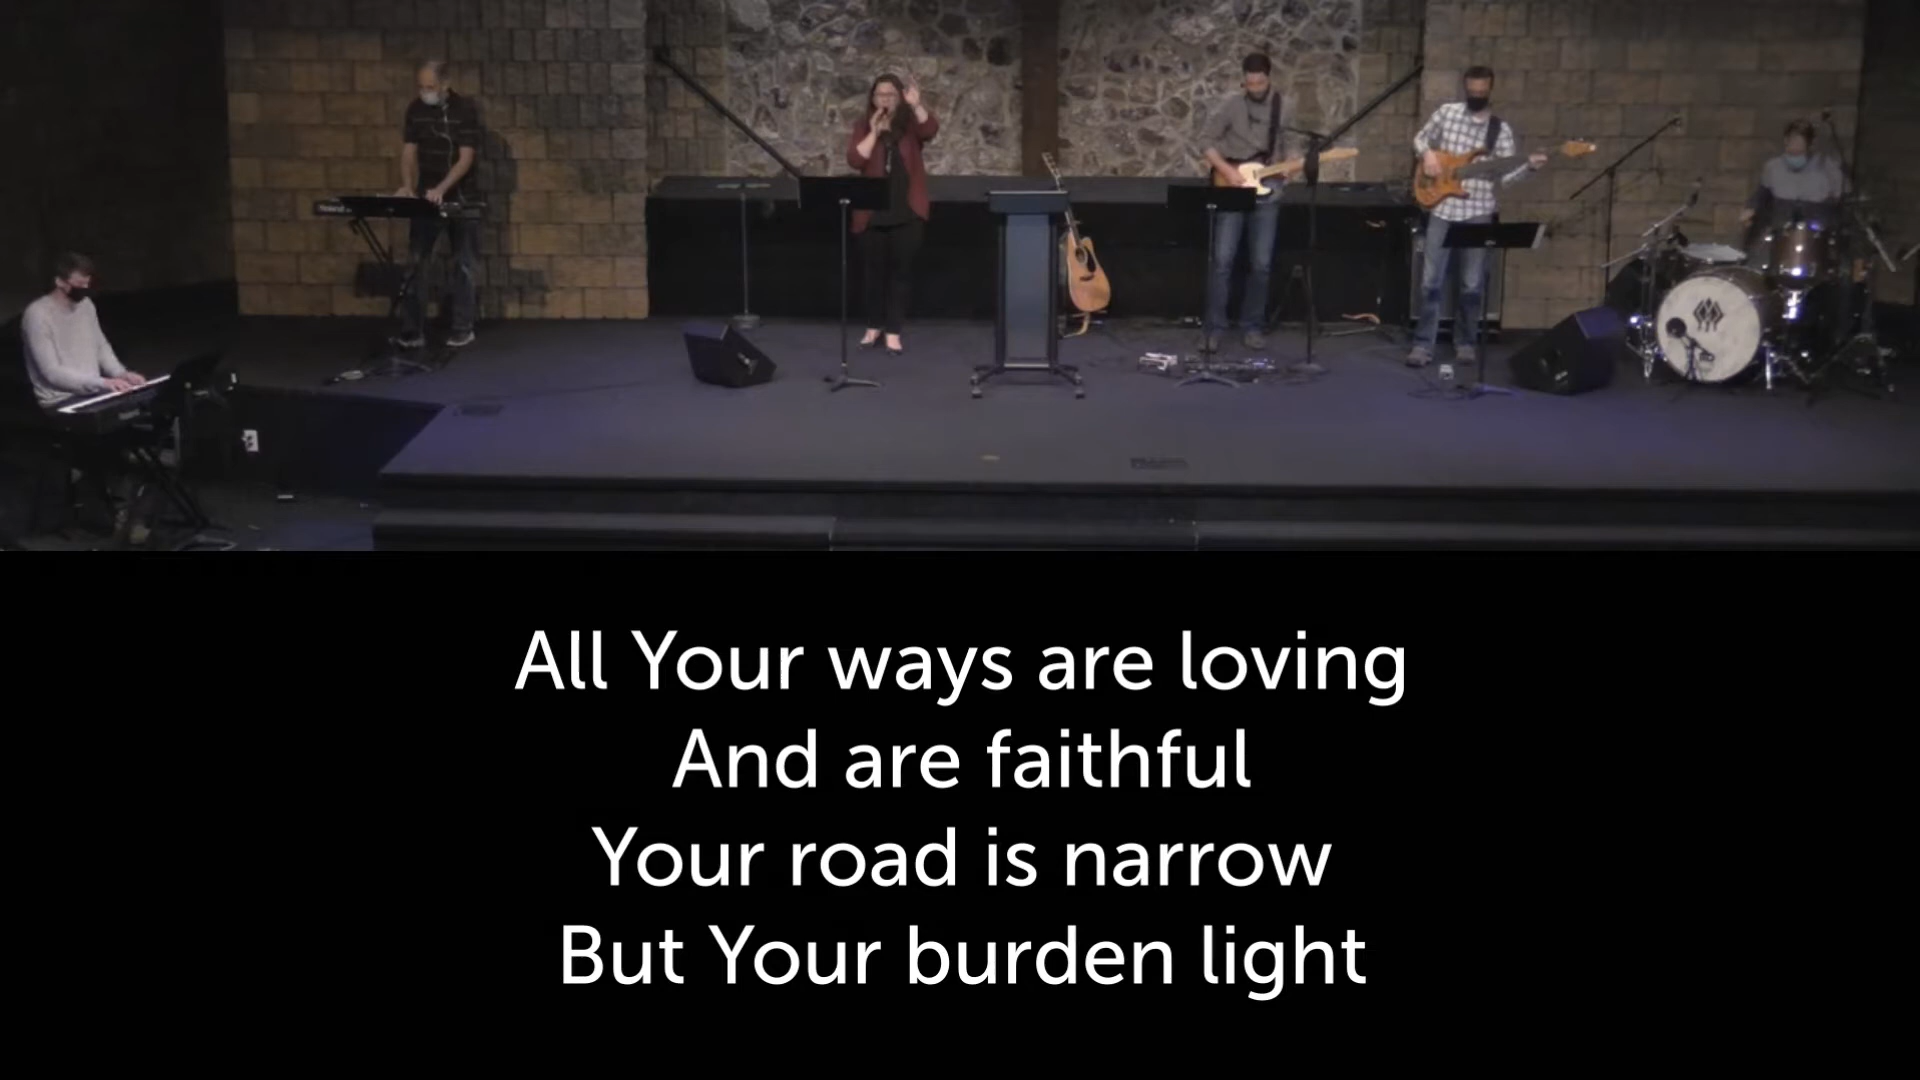 All Your ways are loving
And are faithful
Your road is narrow
But Your burden light